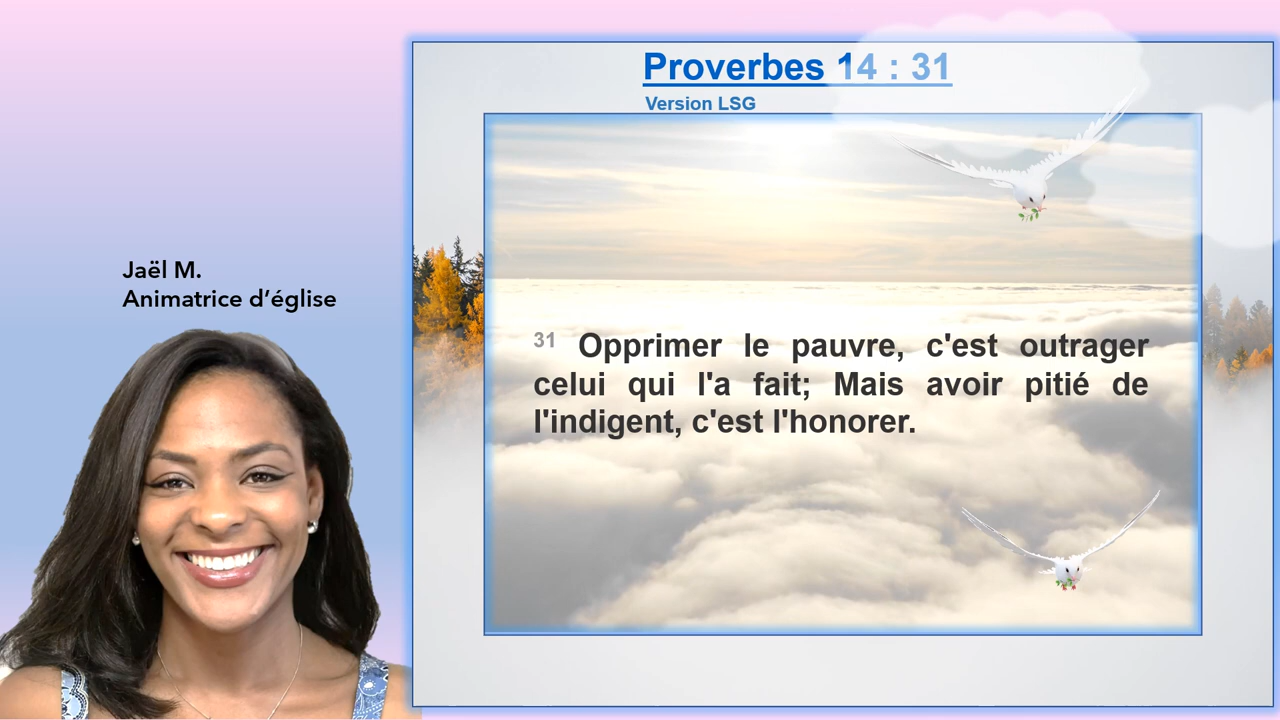 Proverbes 14 : 31
Version LSG
Jaël M.
Animatrice d’église
31 Opprimer le pauvre, c'est outrager
celui qui l'a fait; Mais avoir pitié de
l'indigent, c'est l'honorer.